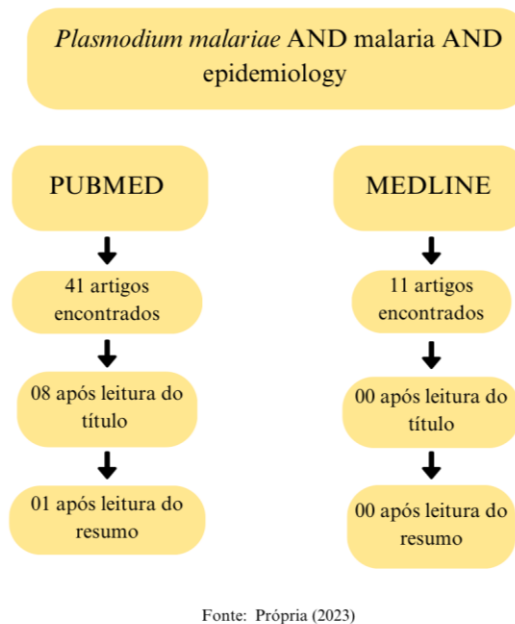 Plasmodium malariae AND malaria AND
epidemiology
PUBMED
MEDLINE
41 artigos
encontrados
11 artigos
encontrados
08 após leitura do
título
00 após leitura do
título
01 após leitura do
resumo
00 após leitura do
resumo
Fonte: Própria (2023)